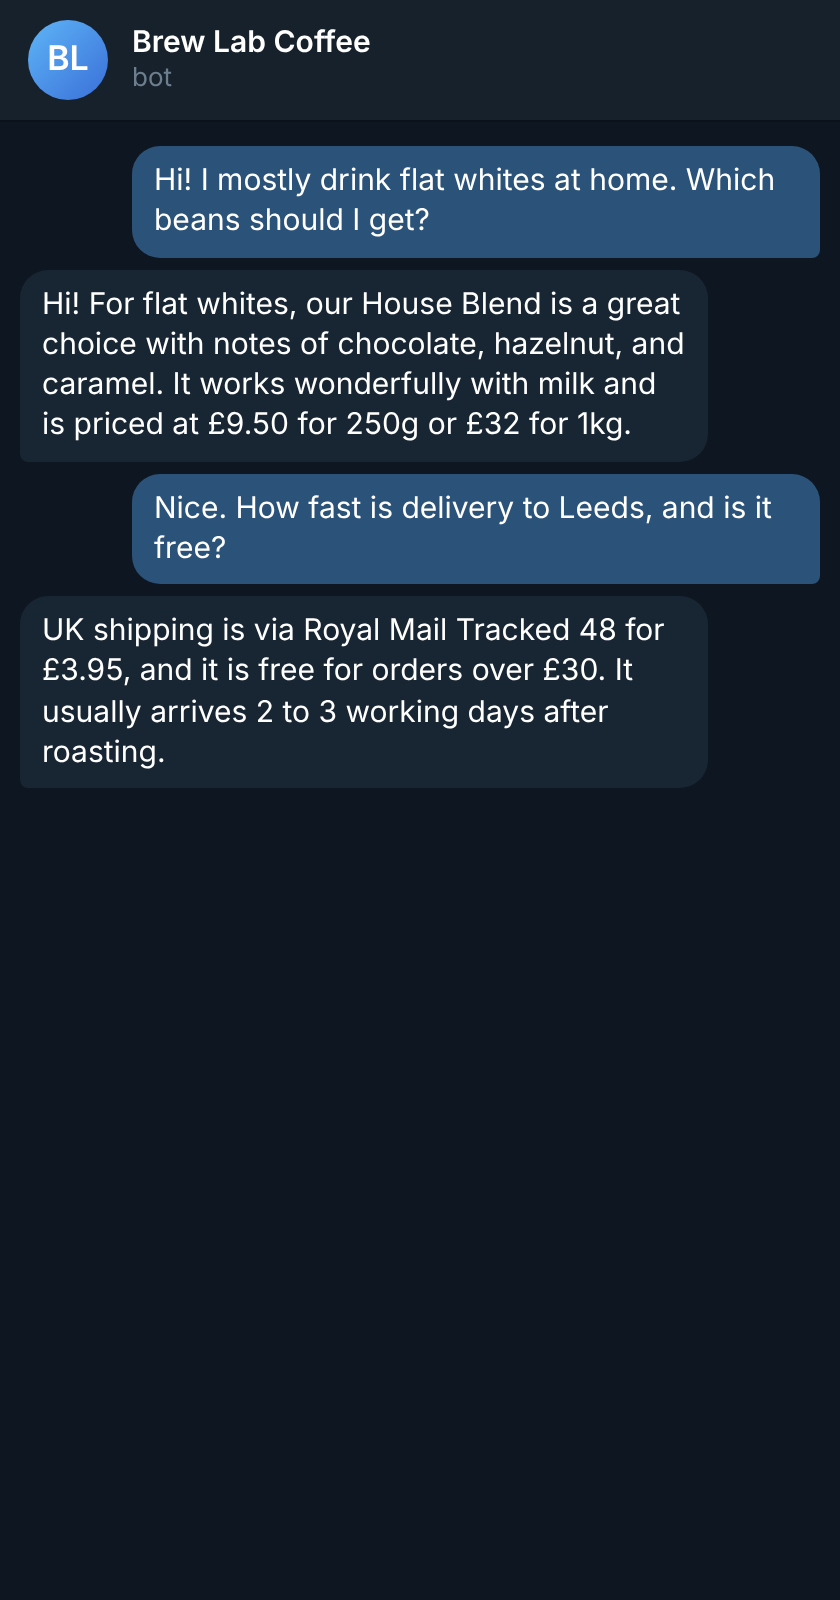 BL
Brew Lab Coffee
bot
Hi! I mostly drink flat whites at home. Which
beans should I get?
Hi! For flat whites, our House Blend is a great
choice with notes of chocolate, hazelnut, and
caramel. It works wonderfully with milk and
is priced at £9.50 for 250g or £32 for 1kg.
Nice. How fast is delivery to Leeds, and is it
free?
UK shipping is via Royal Mail Tracked 48 for
£3.95, and it is free for orders over £30. It
usually arrives 2 to 3 working days after
roasting.